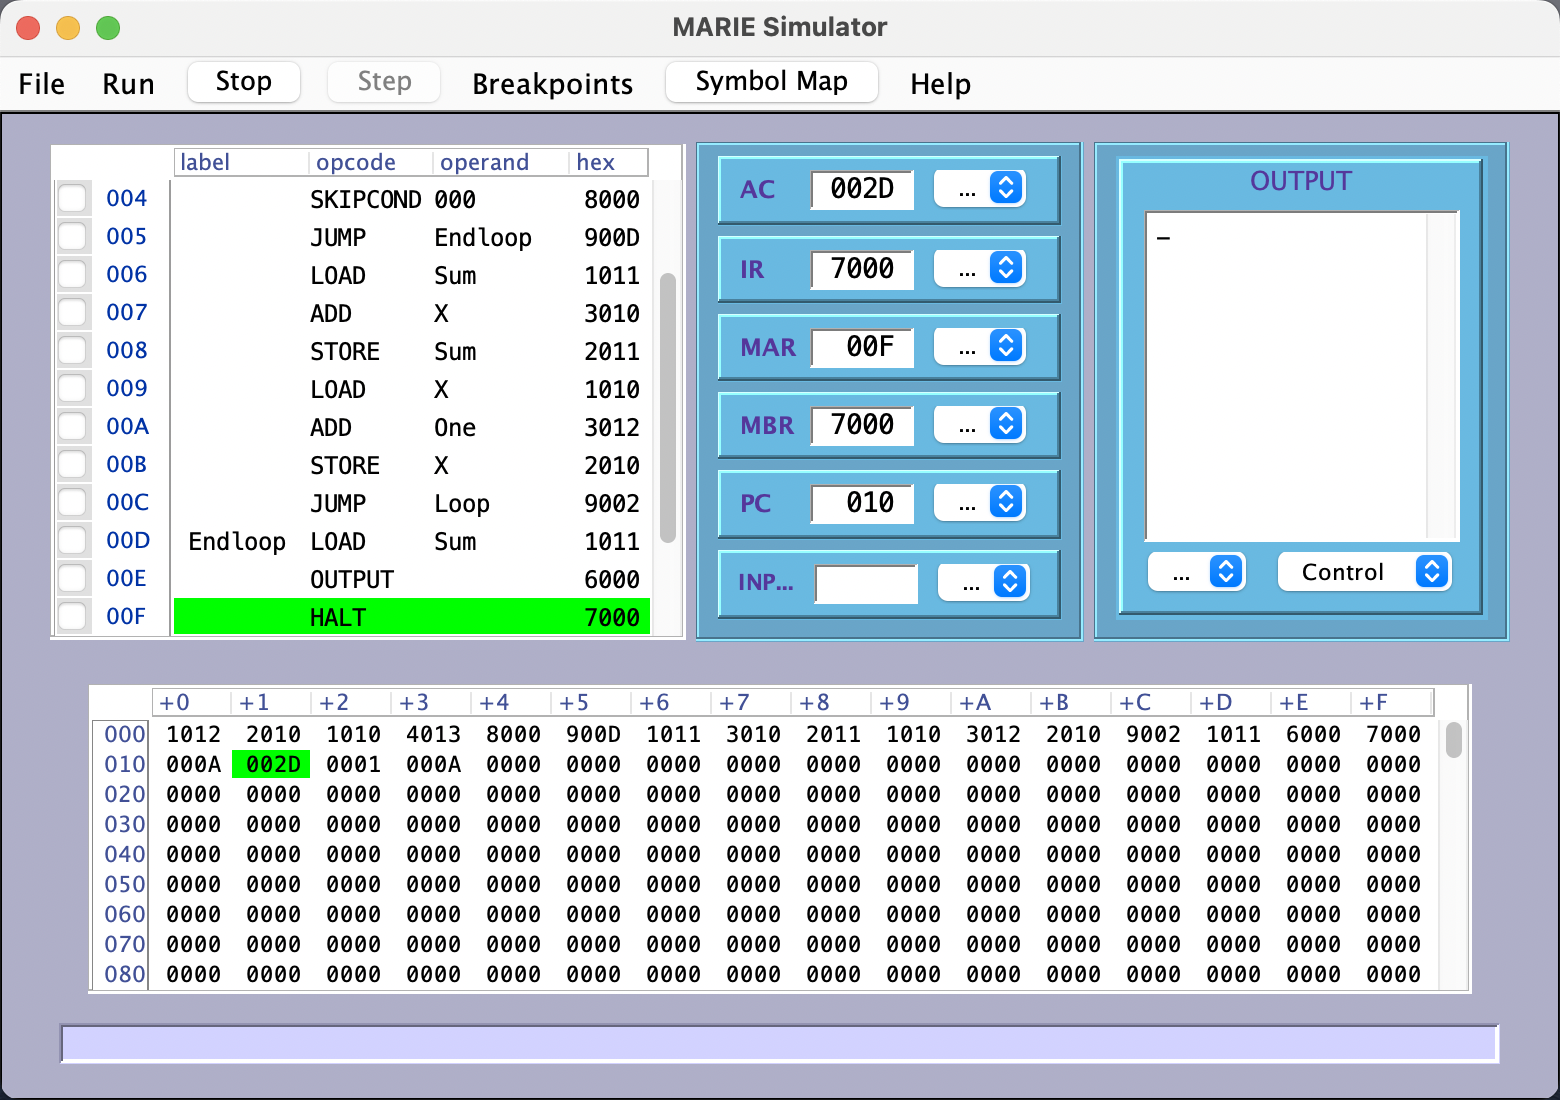 MARIE Simulator
File Run Stop Step Breakpoints Symbol Map Help
label opcode operand hex
004 SKIPCOND 000 8000
005 JUMP Endloop 900D
006 LOAD Sum 1011
007 ADD X 3010
008 STORE Sum 2011
009 LOAD X 1010
00A ADD One 3012
00B STORE X 2010
00C JUMP Loop 9002
00D Endloop LOAD Sum 1011
00E OUTPUT 6000
00F HALT 7000
AC 002D ...
IR 7000 ...
MAR 00F ...
MBR 7000 ...
PC 010 ...
INP... ...
OUTPUT
–
... Control
+0 +1 +2 +3 +4 +5 +6 +7 +8 +9 +A +B +C +D +E +F
000 1012 2010 1010 4013 8000 900D 1011 3010 2011 1010 3012 2010 9002 1011 6000 7000
010 000A 002D 0001 000A 0000 0000 0000 0000 0000 0000 0000 0000 0000 0000 0000 0000
020 0000 0000 0000 0000 0000 0000 0000 0000 0000 0000 0000 0000 0000 0000 0000 0000
030 0000 0000 0000 0000 0000 0000 0000 0000 0000 0000 0000 0000 0000 0000 0000 0000
040 0000 0000 0000 0000 0000 0000 0000 0000 0000 0000 0000 0000 0000 0000 0000 0000
050 0000 0000 0000 0000 0000 0000 0000 0000 0000 0000 0000 0000 0000 0000 0000 0000
060 0000 0000 0000 0000 0000 0000 0000 0000 0000 0000 0000 0000 0000 0000 0000 0000
070 0000 0000 0000 0000 0000 0000 0000 0000 0000 0000 0000 0000 0000 0000 0000 0000
080 0000 0000 0000 0000 0000 0000 0000 0000 0000 0000 0000 0000 0000 0000 0000 0000